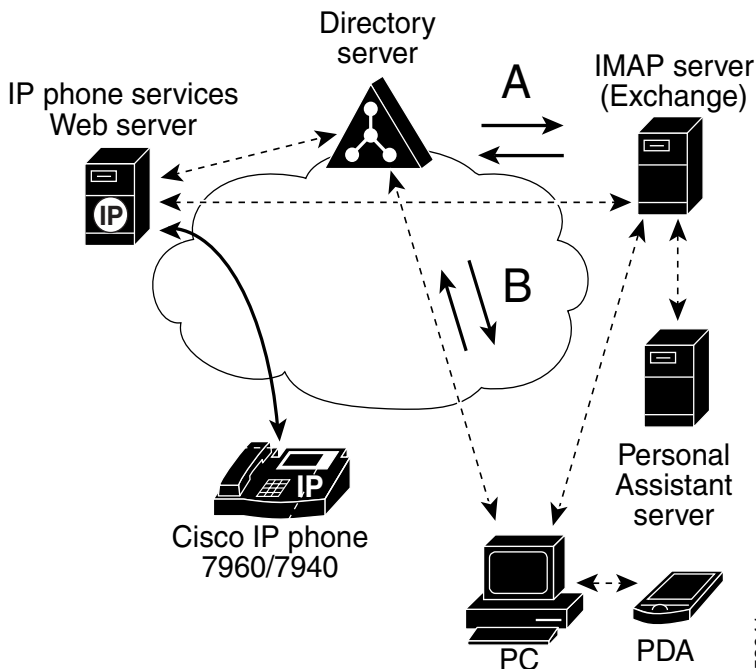 Directory
server
A
IMAP server
(Exchange)
IP phone services
Web server
IP
B
IP
Cisco IP phone
7960/7940
Personal
Assistant
server
PC
PDA